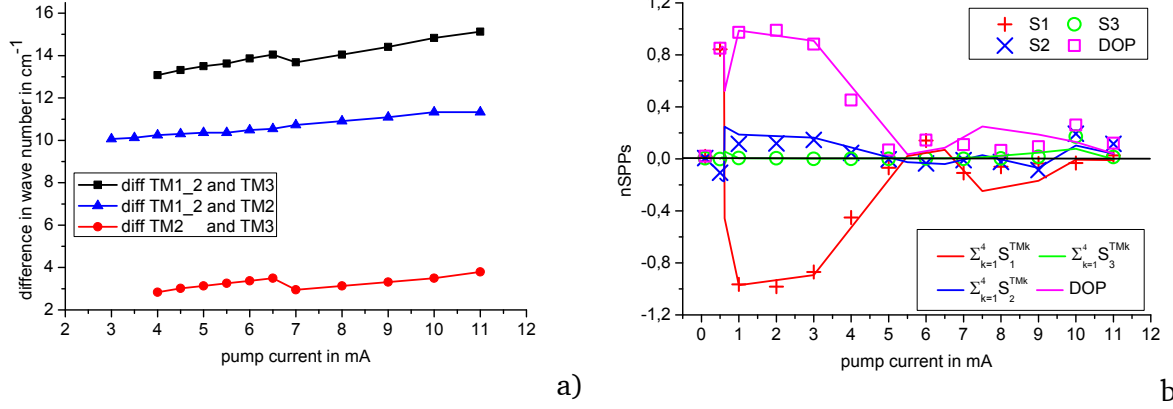 difference in wave number in cm⁻¹
16
14
12
10
8
6
4
2
diff TM1_2 and TM3
diff TM1_2 and TM2
diff TM2 and TM3
2 3 4 5 6 7 8 9 10 11 12
pump current in mA
a)
nSPPs
1,2
0,8
0,4
0,0
-0,4
-0,8
-1,2
S1 S3
S2 DOP
Σ⁴ₖ₌₁ S₁ᵀᴹᵏ Σ⁴ₖ₌₁ S₃ᵀᴹᵏ
Σ⁴ₖ₌₁ S₂ᵀᴹᵏ DOP
0 1 2 3 4 5 6 7 8 9 10 11 12
pump current in mA
b